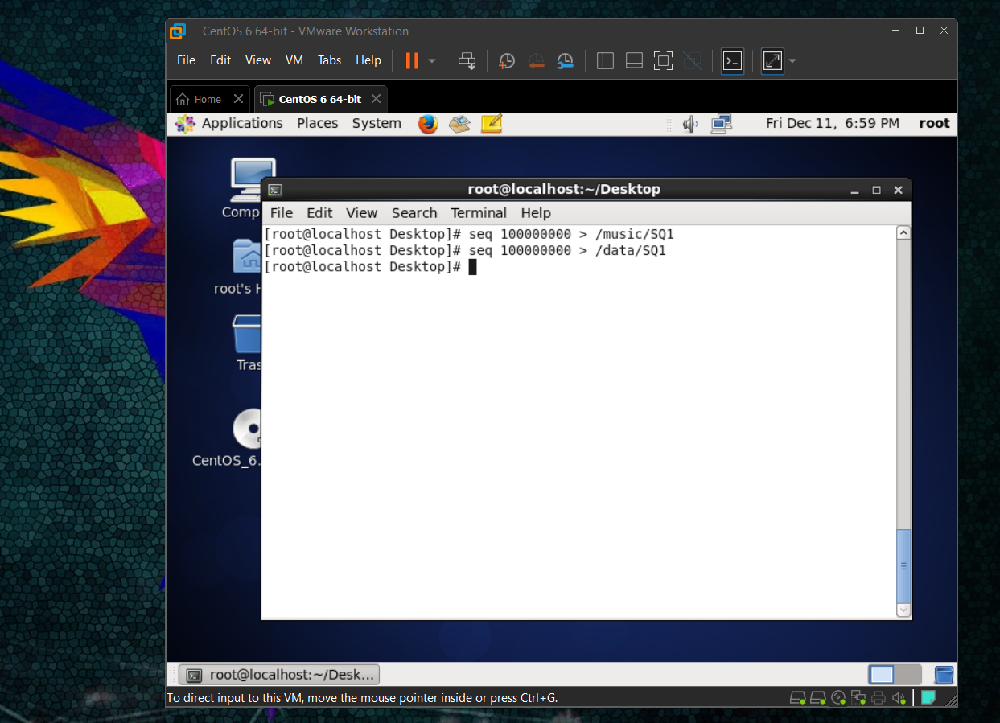 CentOS 6 64-bit - VMware Workstation
File Edit View VM Tabs Help
Home CentOS 6 64-bit
Applications Places System Fri Dec 11, 6:59 PM root
root@localhost:~/Desktop
Comp
File Edit View Search Terminal Help
[root@localhost Desktop]# seq 100000000 > /music/SQ1
[root@localhost Desktop]# seq 100000000 > /data/SQ1
[root@localhost Desktop]#
root's H
Tras
CentOS_6.
root@localhost:~/Desk...
To direct input to this VM, move the mouse pointer inside or press Ctrl+G.